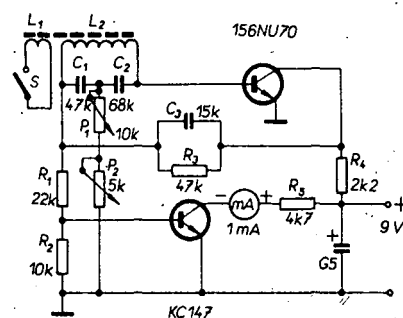 L₁
L₂
156NU70
S
C₁
C₂
47k
68k
P₁
10k
C₃
15k
R₃
47k
P₂
5k
R₁
22k
R₄
2k2
−
mA
+
R₅
4k7
1mA
+
9V
R₂
10k
+
G5
KC147